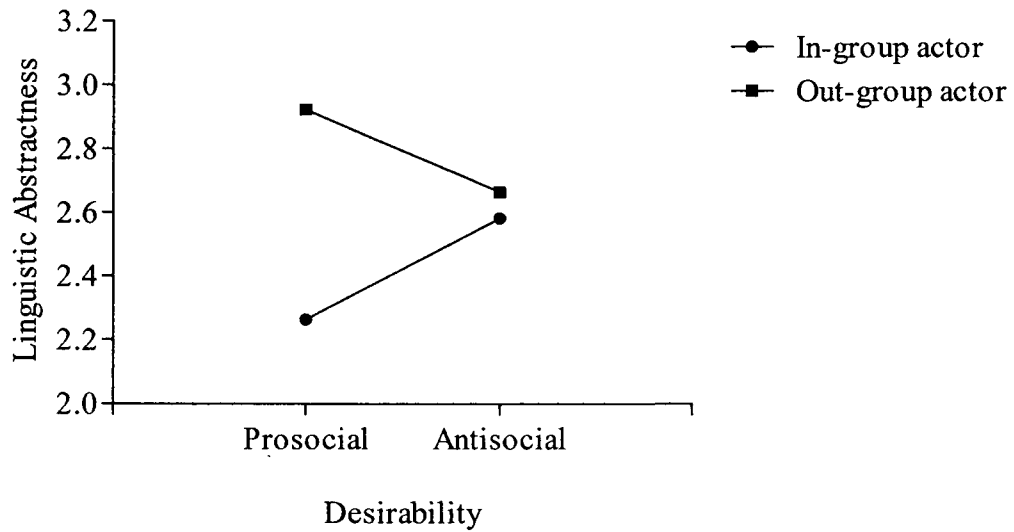 3.2
3.0
2.8
2.6
2.4
2.2
2.0
Linguistic Abstractness
Prosocial
Antisocial
Desirability
In-group actor
Out-group actor